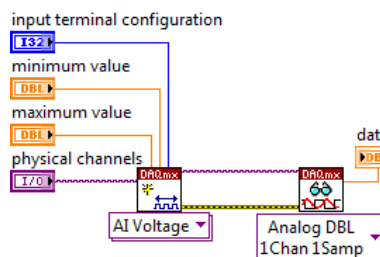 input terminal configuration
I32
minimum value
DBL
maximum value
DBL
dat
physical channels
DB
I/O
DAQmx
DAQmx
AI Voltage
Analog DBL
1Chan 1Samp